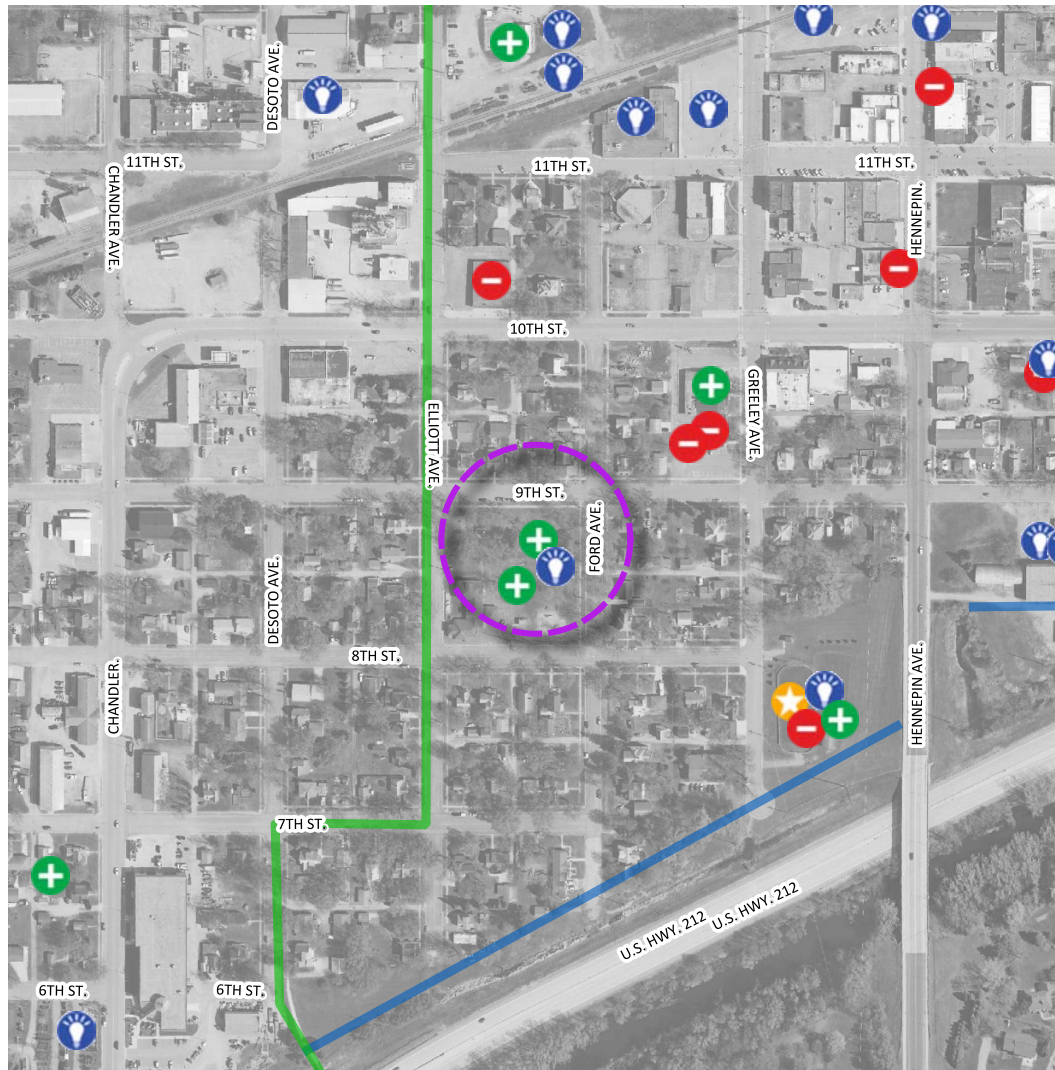 DESOTO AVE.
11TH ST.
11TH ST.
11TH ST.
CHANDLER AVE.
HENNEPIN.
10TH ST.
GREELEY AVE.
ELLIOTT AVE.
9TH ST.
FORD AVE.
DESOTO AVE.
8TH ST.
CHANDLER.
HENNEPIN AVE.
7TH ST.
U.S. HWY. 212
U.S. HWY. 212
6TH ST.
6TH ST.